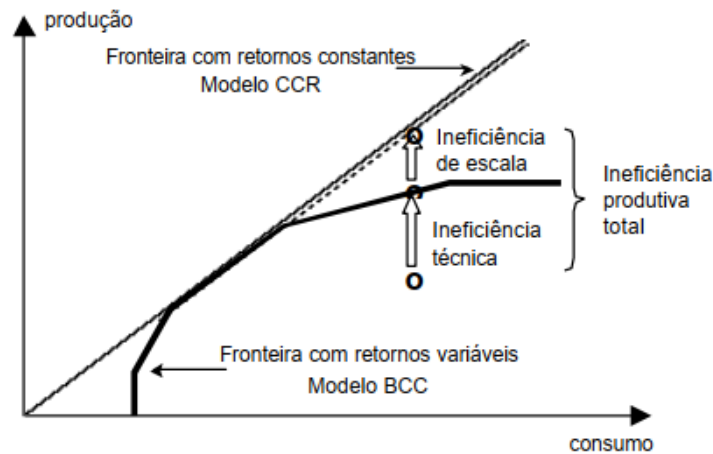 produção
Fronteira com retornos constantes
Modelo CCR
Ineficiência
de escala
Ineficiência
produtiva
total
Ineficiência
técnica
Fronteira com retornos variáveis
Modelo BCC
consumo